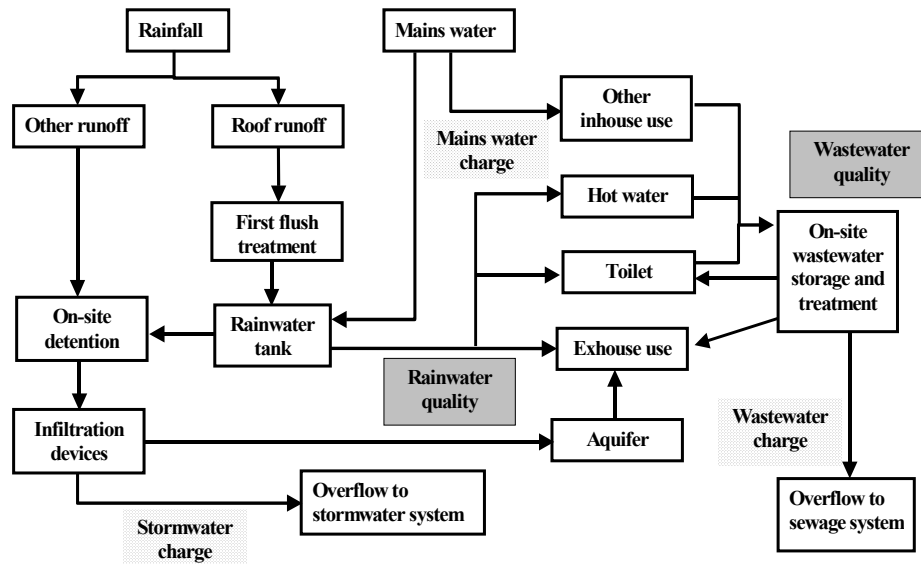 Rainfall
Mains water
Other runoff
Roof runoff
Other
inhouse use
Mains water
charge
Wastewater
quality
First flush
treatment
Hot water
On-site
wastewater
storage and
treatment
Toilet
On-site
detention
Rainwater
tank
Exhouse use
Rainwater
quality
Infiltration
devices
Aquifer
Wastewater
charge
Overflow to
stormwater system
Overflow to
sewage system
Stormwater
charge